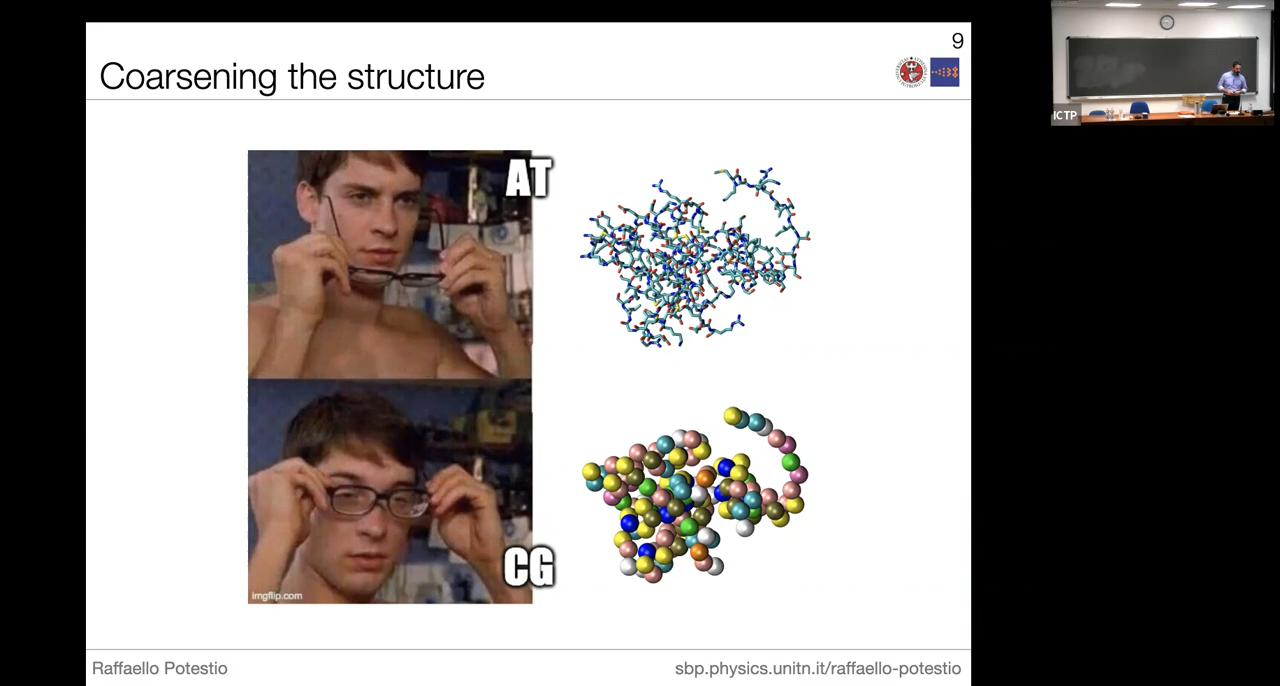 9
Coarsening the structure
AT
CG
imgflip.com
Raffaello Potestio
sbp.physics.unitn.it/raffaello-potestio
ICTP